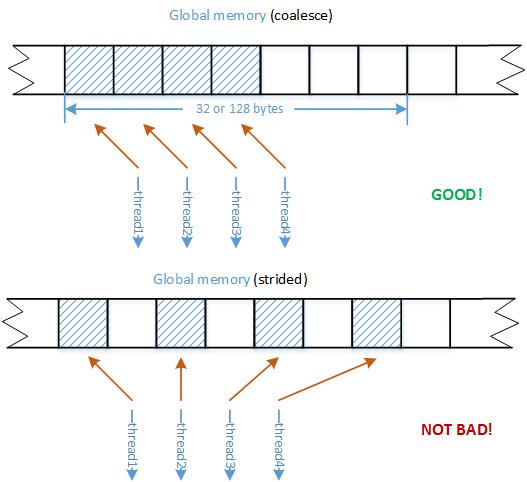 Global memory (coalesce)
32 or 128 bytes
thread1
thread2
thread3
thread4
GOOD!
Global memory (strided)
thread1
thread2
thread3
thread4
NOT BAD!